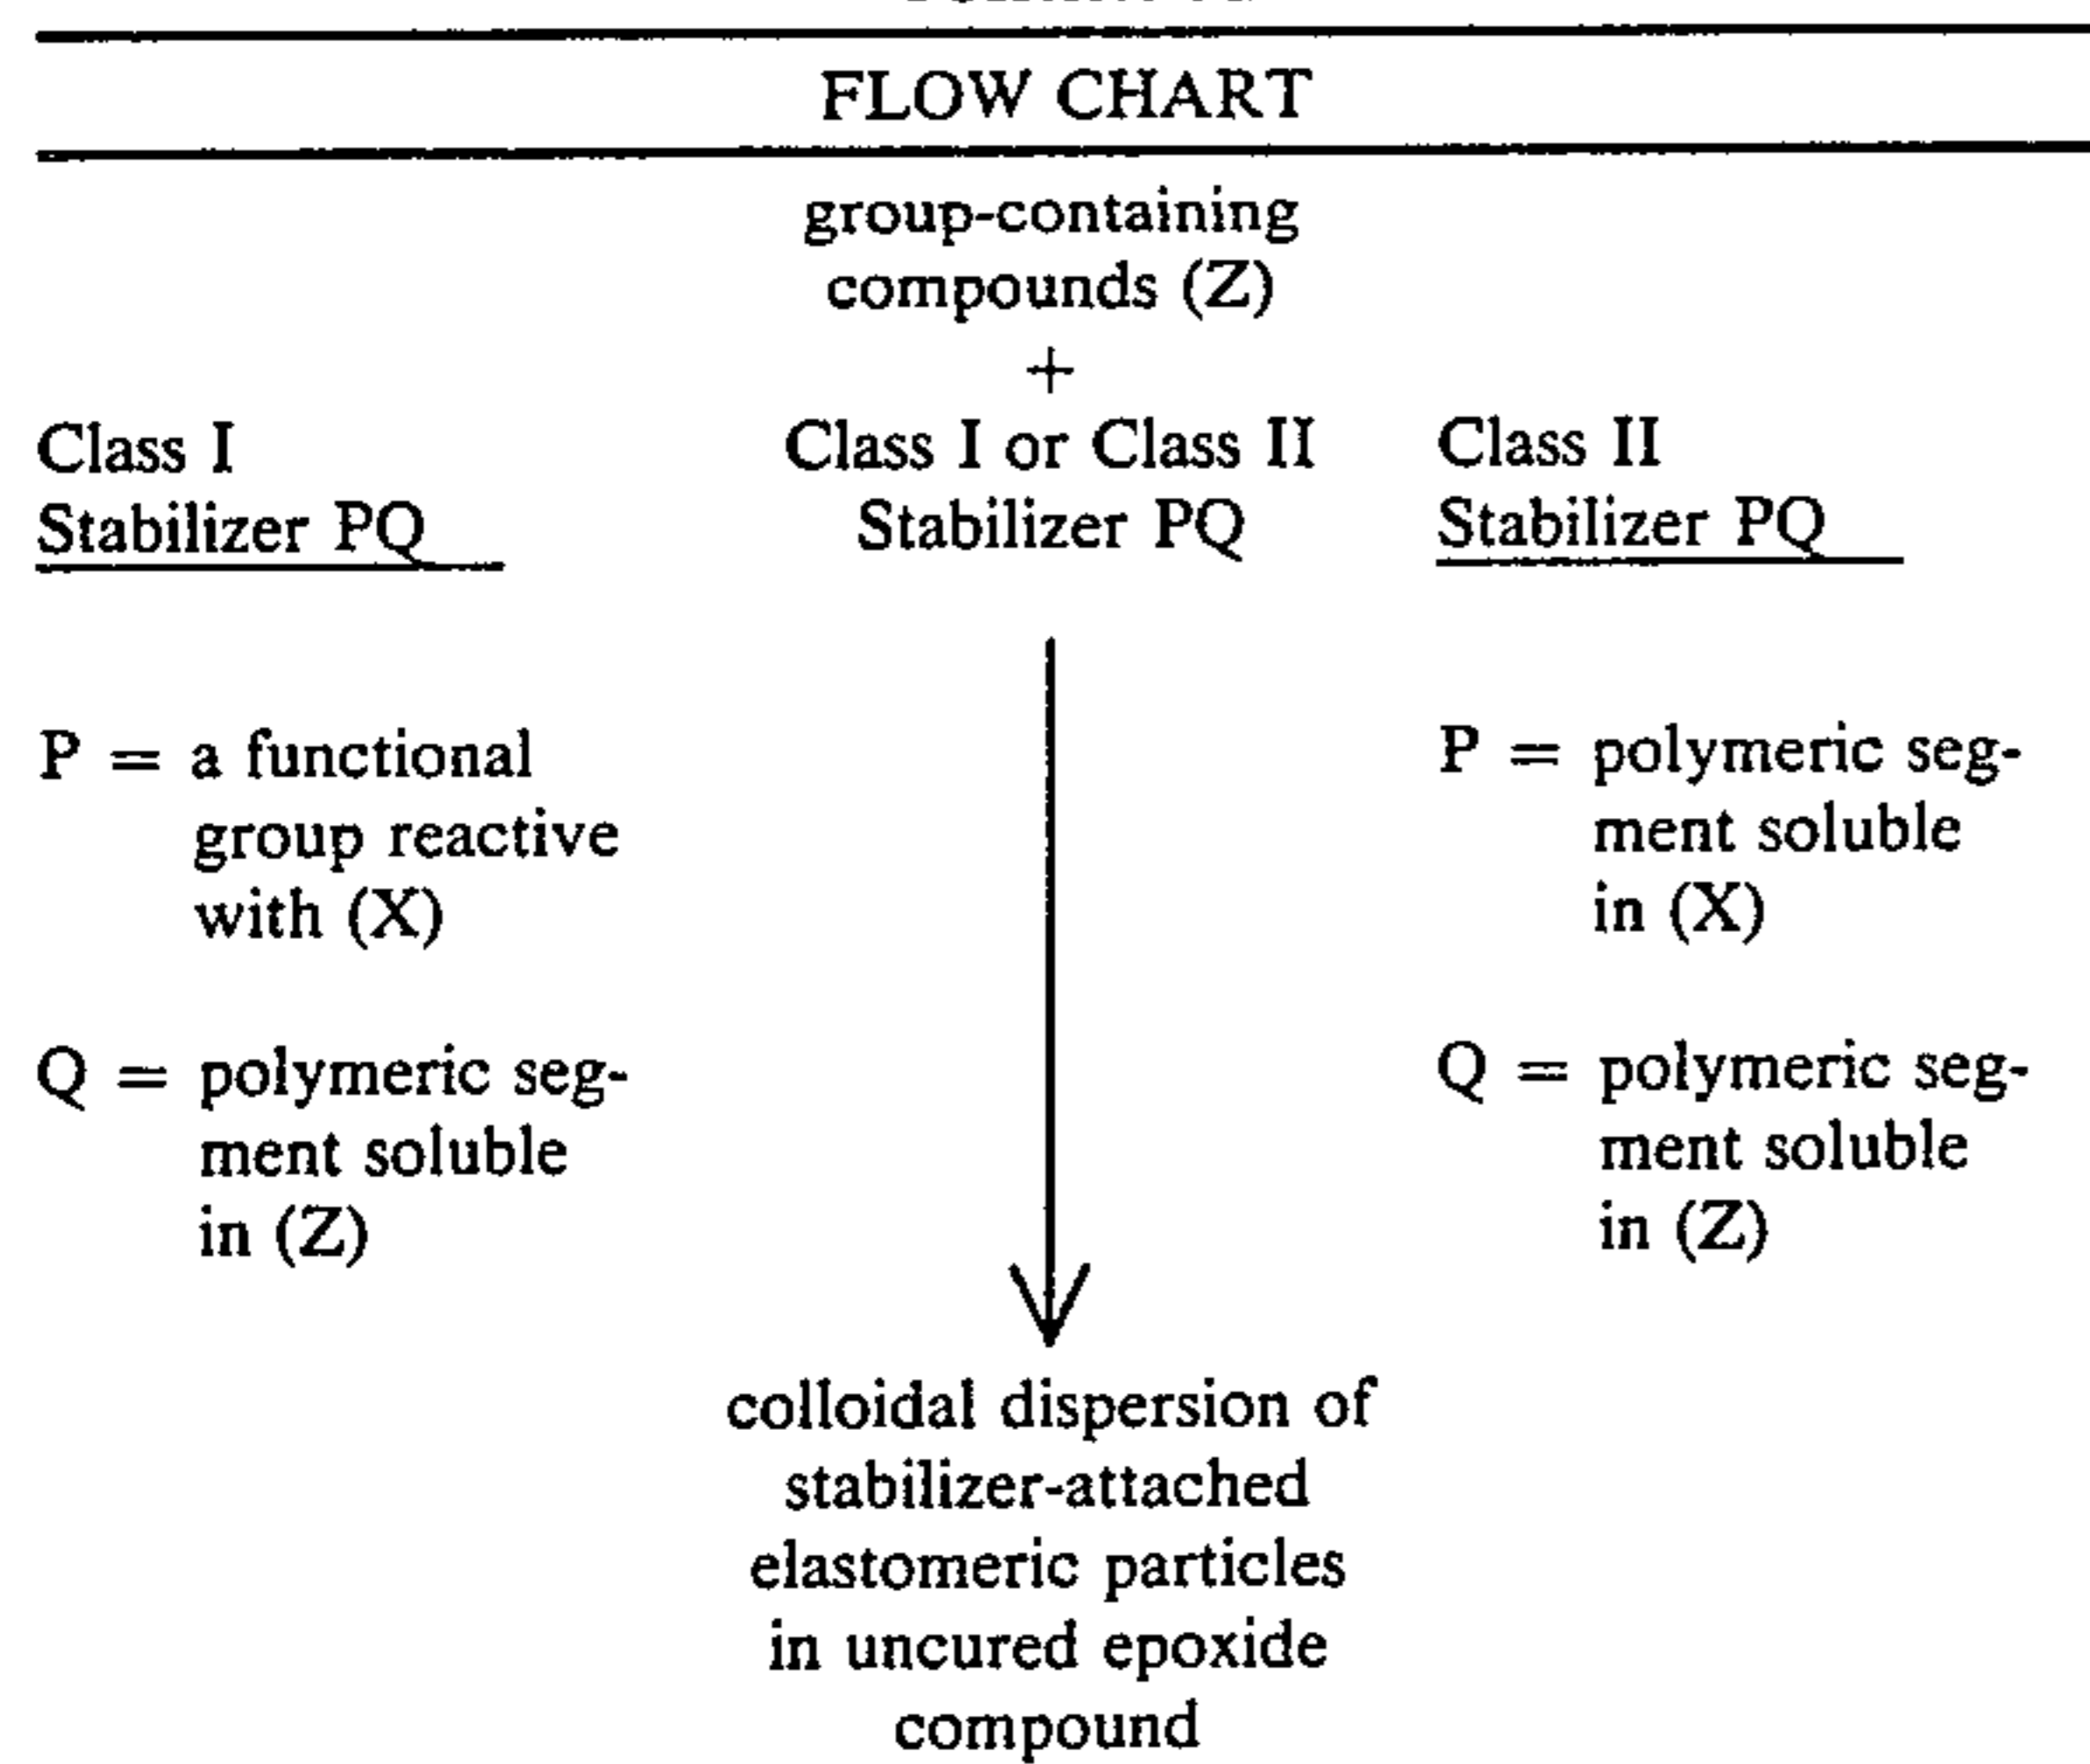 FLOW CHART
group-containing
compounds (Z)
+
Class I or Class II
Stabilizer PQ
Class I
Stabilizer PQ
P = a functional
group reactive
with (X)
Q = polymeric seg-
ment soluble
in (Z)
Class II
Stabilizer PQ
P = polymeric seg-
ment soluble
in (X)
Q = polymeric seg-
ment soluble
in (Z)
colloidal dispersion of
stabilizer-attached
elastomeric particles
in uncured epoxide
compound